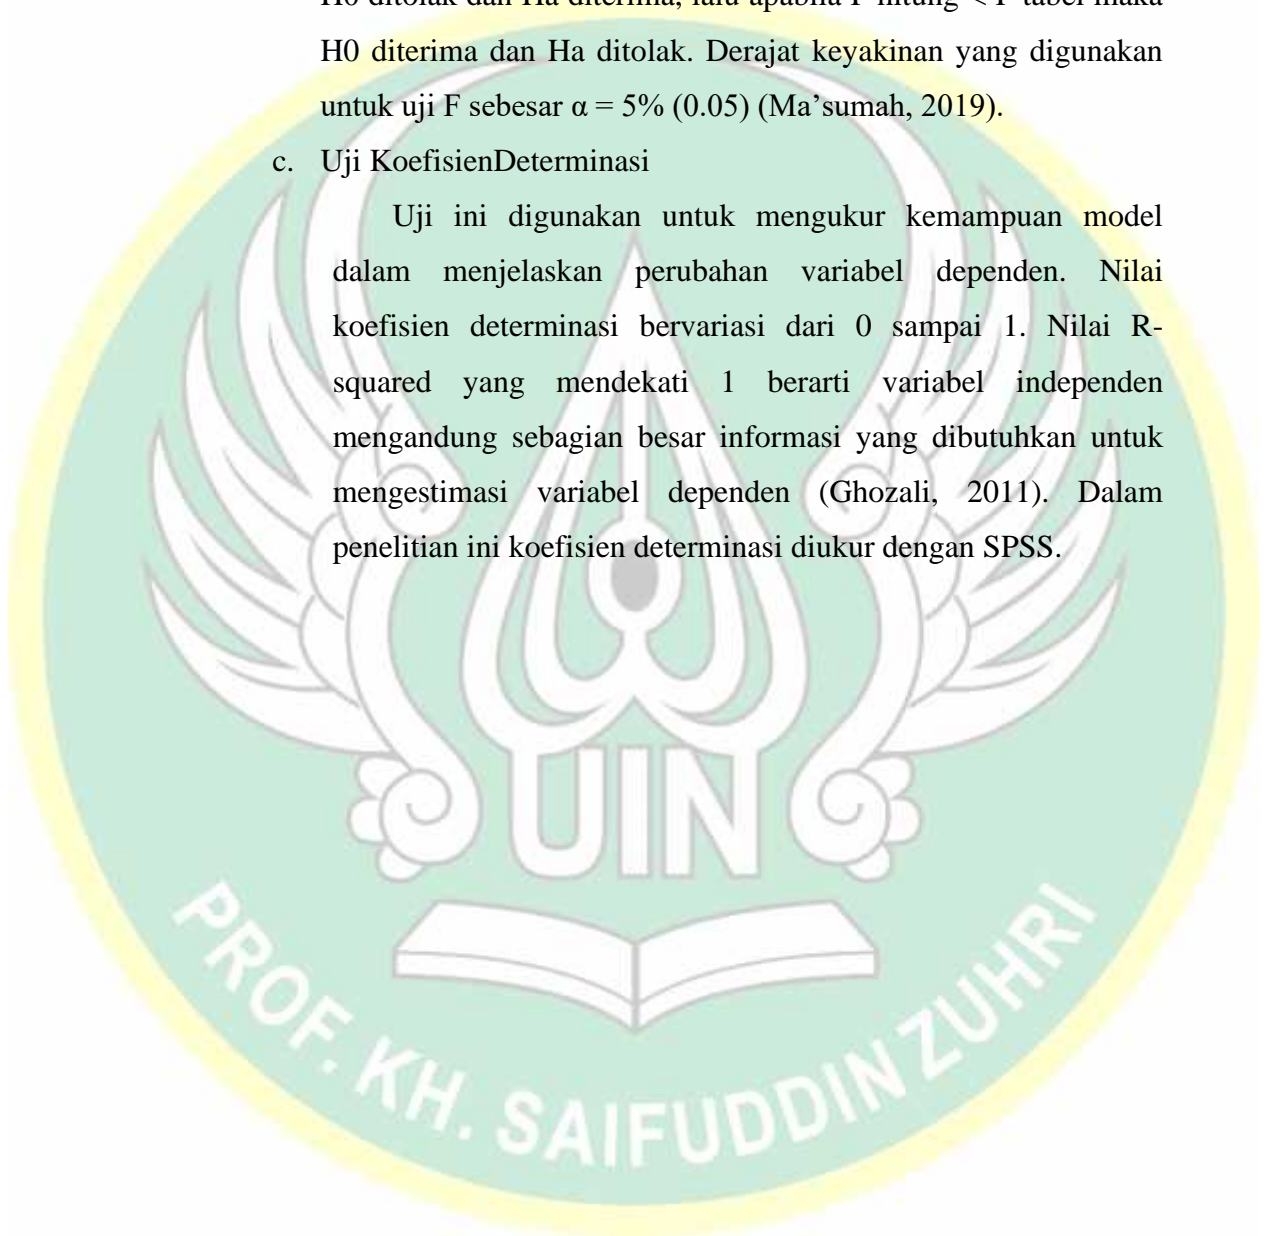 H0 ditolak dan Ha diterima, lalu apabila F hitung < F tabel maka
H0 diterima dan Ha ditolak. Derajat keyakinan yang digunakan
untuk uji F sebesar α = 5% (0.05) (Ma’sumah, 2019).
c. Uji KoefisienDeterminasi
Uji ini digunakan untuk mengukur kemampuan model
dalam menjelaskan perubahan variabel dependen. Nilai
koefisien determinasi bervariasi dari 0 sampai 1. Nilai R-
squared yang mendekati 1 berarti variabel independen
mengandung sebagian besar informasi yang dibutuhkan untuk
mengestimasi variabel dependen (Ghozali, 2011). Dalam
penelitian ini koefisien determinasi diukur dengan SPSS.
UIN
PROF. KH. SAIFUDDIN ZUHRI